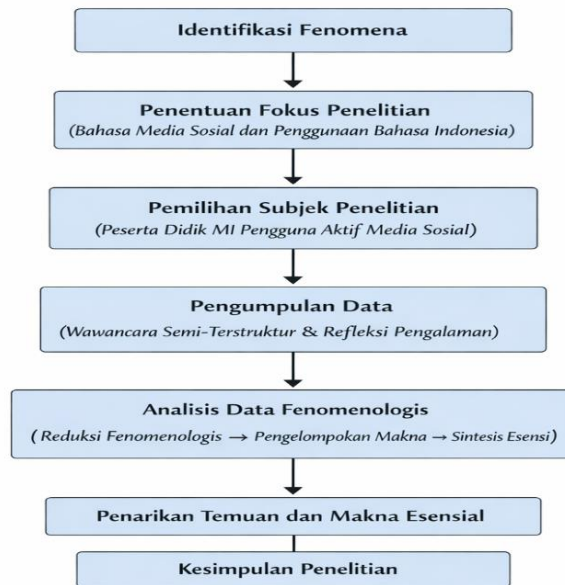 Identifikasi Fenomena
Penentuan Fokus Penelitian
(Bahasa Media Sosial dan Penggunaan Bahasa Indonesia)
Pemilihan Subjek Penelitian
(Peserta Didik MI Pengguna Aktif Media Sosial)
Pengumpulan Data
(Wawancara Semi-Terstruktur & Refleksi Pengalaman)
Analisis Data Fenomenologis
(Reduksi Fenomenologis → Pengelompokan Makna → Sintesis Esensi)
Penarikan Temuan dan Makna Esensial
Kesimpulan Penelitian